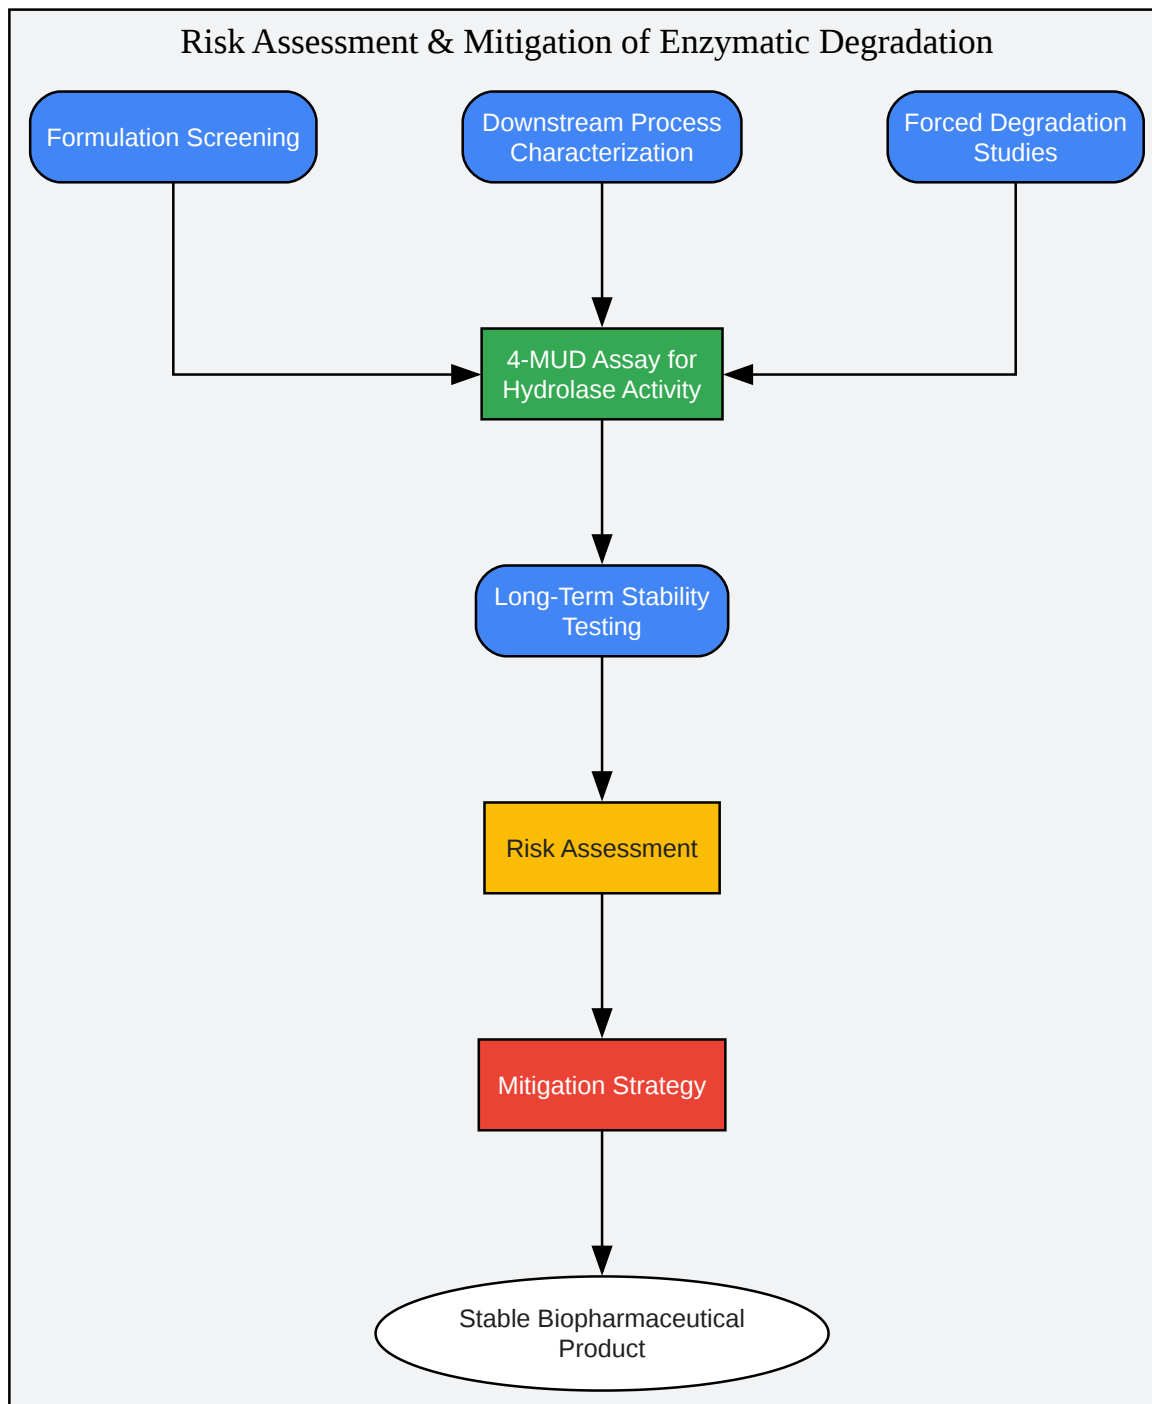 Risk Assessment & Mitigation of Enzymatic Degradation
Formulation Screening
Downstream Process
Characterization
Forced Degradation
Studies
4-MUD Assay for
Hydrolase Activity
Long-Term Stability
Testing
Risk Assessment
Mitigation Strategy
Stable Biopharmaceutical
Product